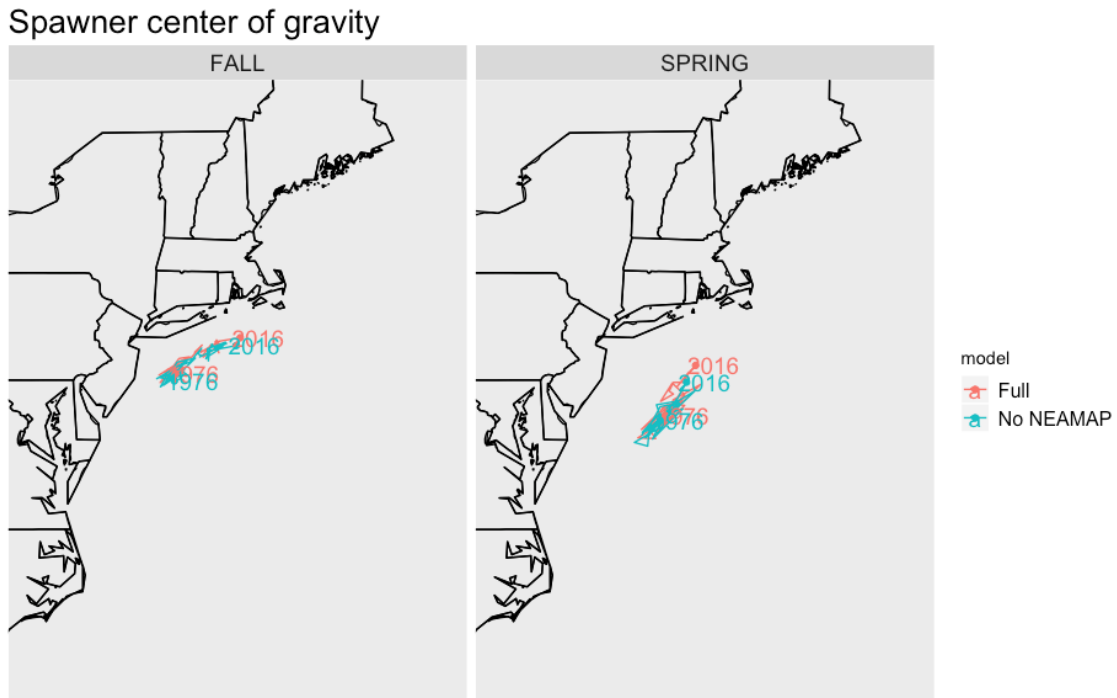 Spawner center of gravity
FALL
SPRING
2016
2016
1976
1976
2016
2016
1976
1976
model
a Full
a No NEAMAP